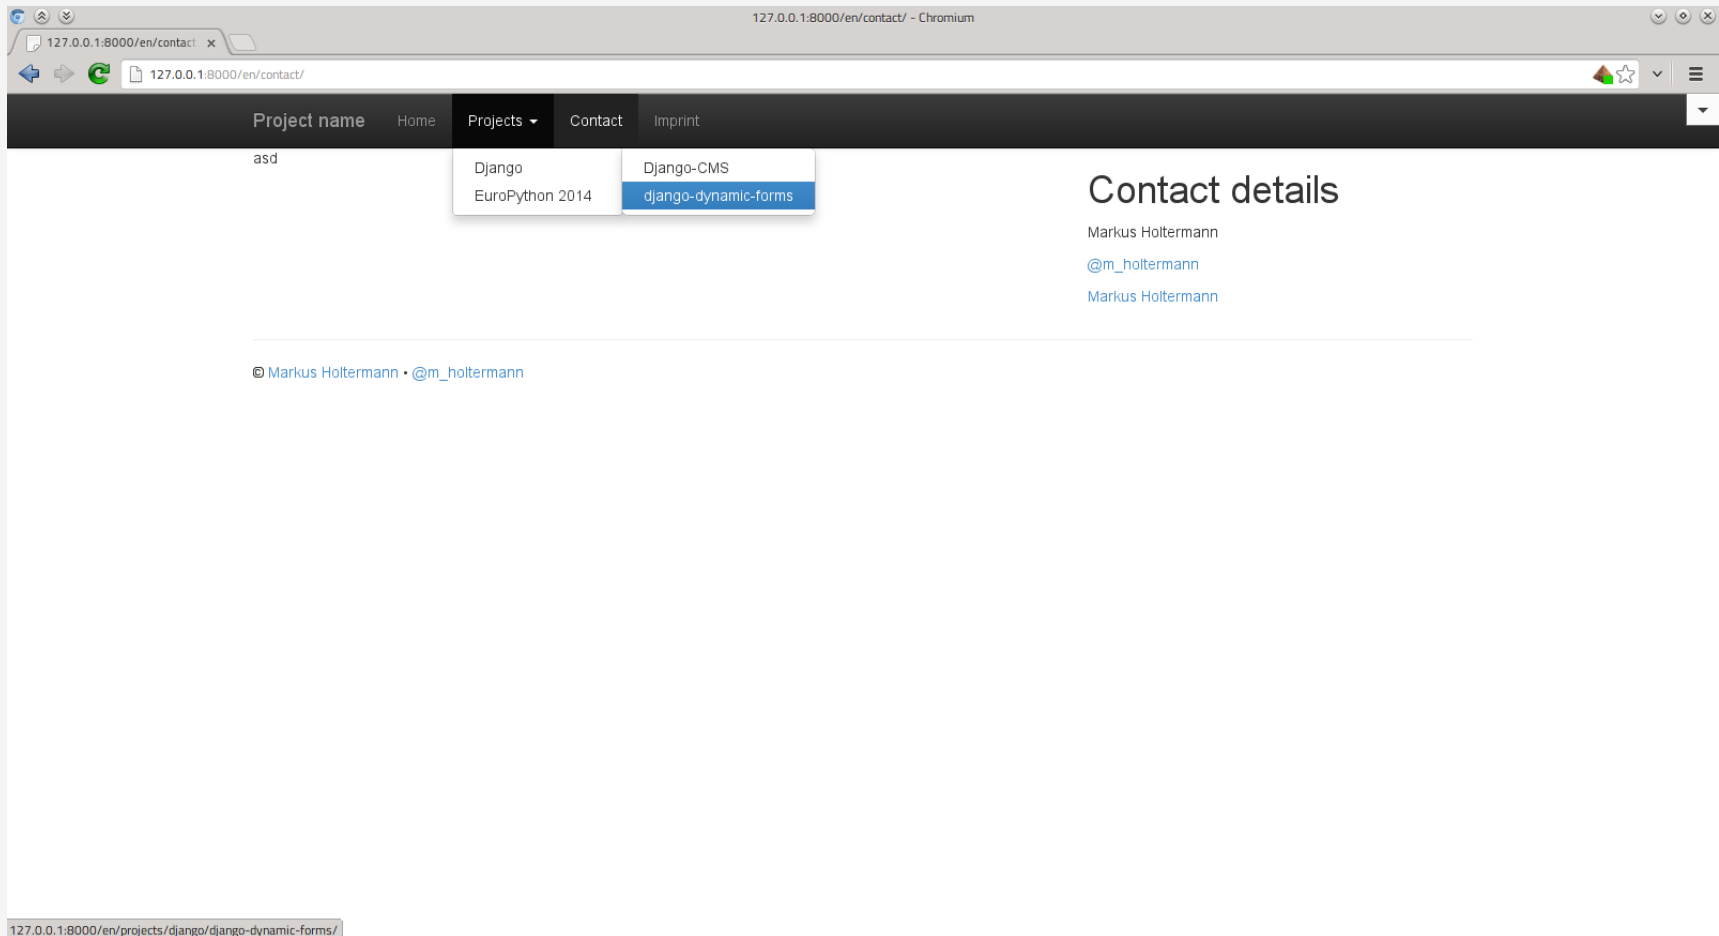 127.0.0.1:8000/en/contact/ - Chromium
127.0.0.1:8000/en/contact
127.0.0.1:8000/en/contact/
Project name Home Projects Contact Imprint
asd
Django
EuroPython 2014
Django-CMS
django-dynamic-forms
Contact details
Markus Holtermann
@m_holtermann
Markus Holtermann
© Markus Holtermann • @m_holtermann
127.0.0.1:8000/en/projects/django/django-dynamic-forms/